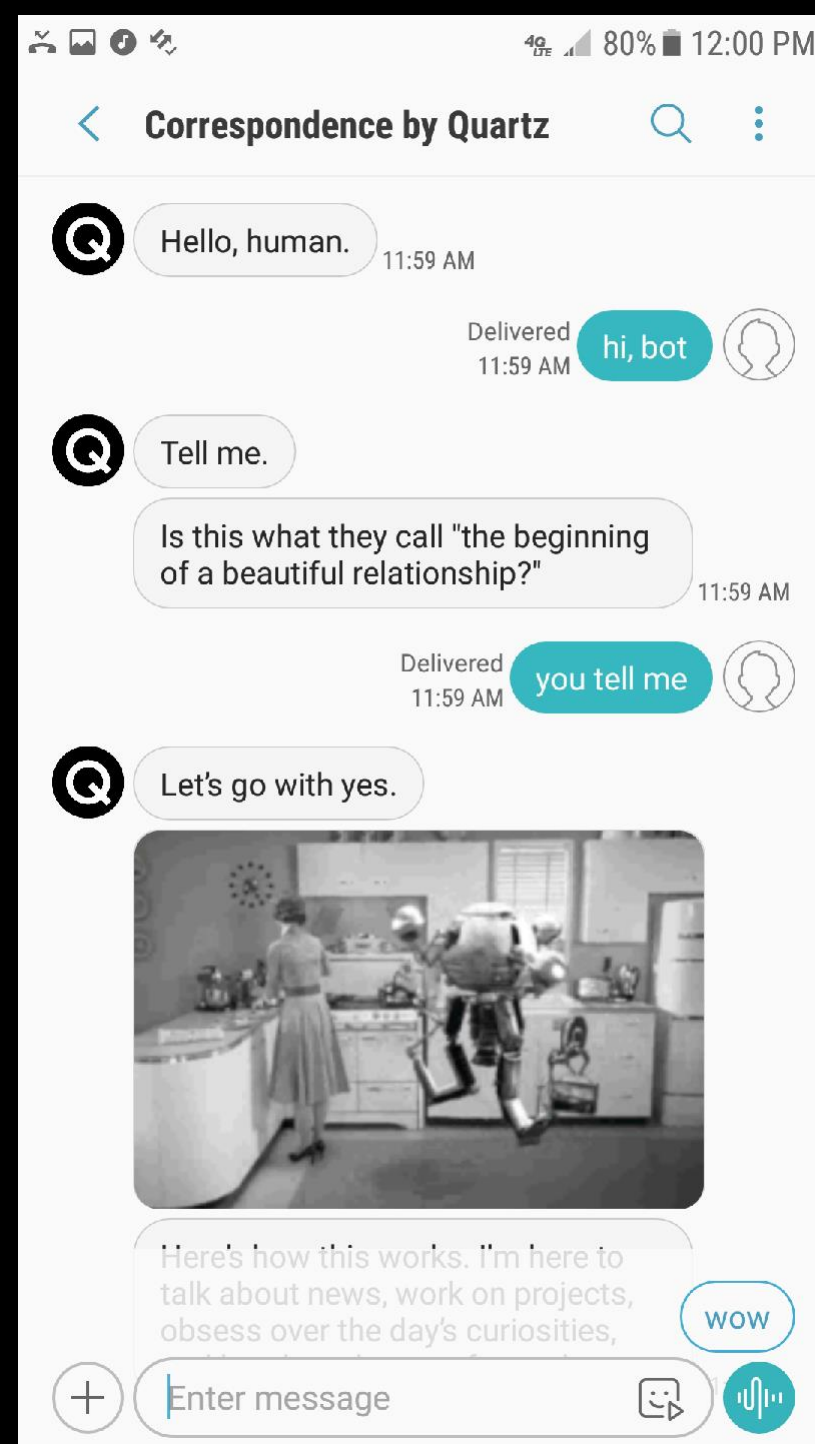 4G LTE 80% 12:00 PM
Correspondence by Quartz
Q Hello, human.
11:59 AM
Delivered
11:59 AM
hi, bot
Q Tell me.
Is this what they call "the beginning
of a beautiful relationship?"
11:59 AM
Delivered
11:59 AM
you tell me
Q Let's go with yes.
Here's how this works. I'm here to
talk about news, work on projects,
obsess over the day's curiosities,
wow
Enter message